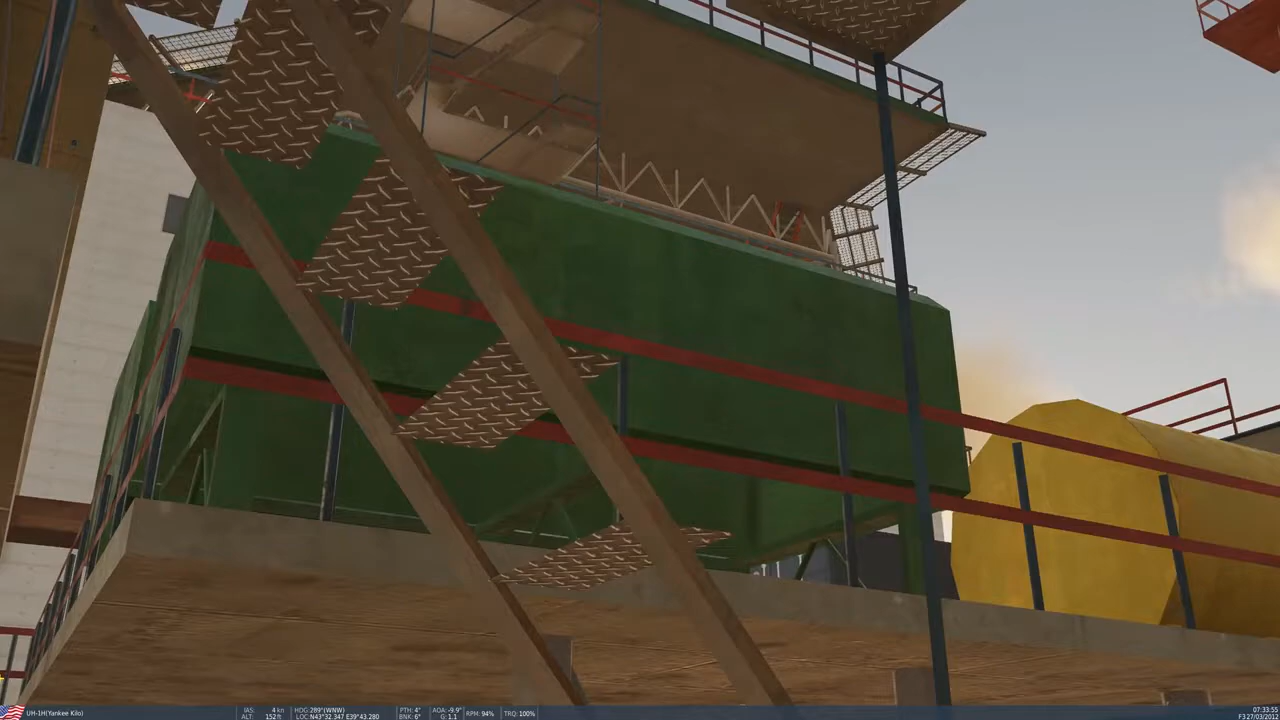 UH-1H(Yankee Kilo)
IAS: 4 kn
ALT: 152 ft
HDG: 289°(WNW)
LOC: N43°32.347 E39°43.280
PTH: 4°
BNK: 6°
AOA: -9.9°
G: 1.1
RPM: 94%
TRQ: 100%
07:33:55
F3 27/03/2012